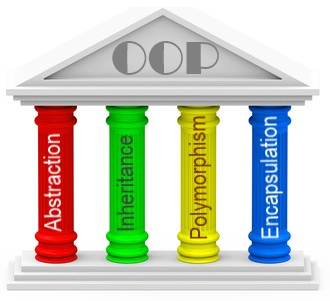 OOP
Abstraction
Inheritance
Polymorphism
Encapsulation